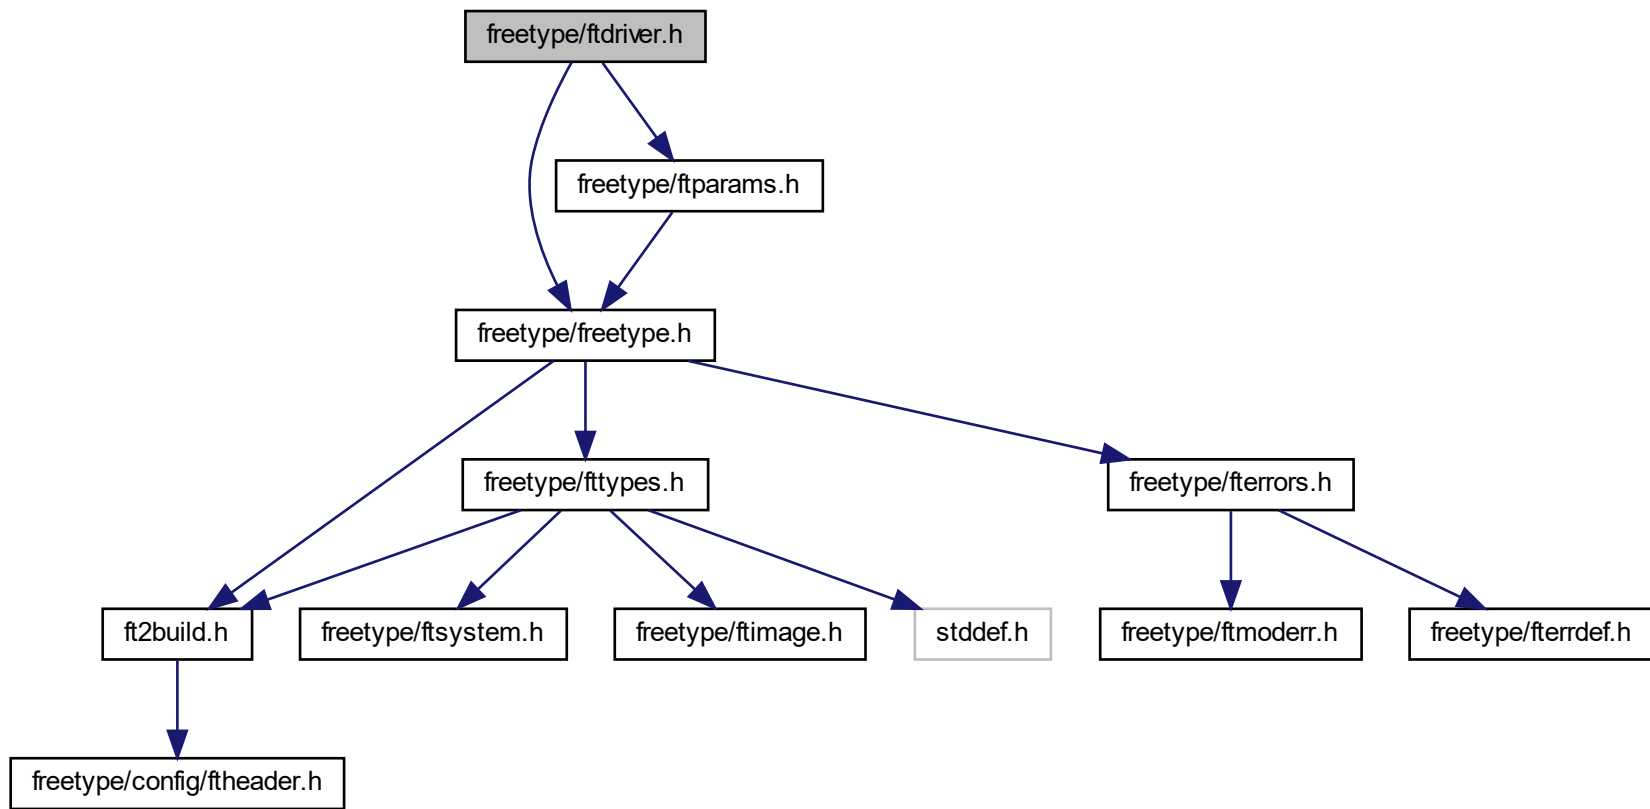 freetype/ftdriver.h
freetype/ftparams.h
freetype/freetype.h
freetype/fttypes.h
freetype/fterrors.h
ft2build.h
freetype/ftsystem.h
freetype/ftimage.h
stddef.h
freetype/ftmoderr.h
freetype/fterrdef.h
freetype/config/ftheader.h